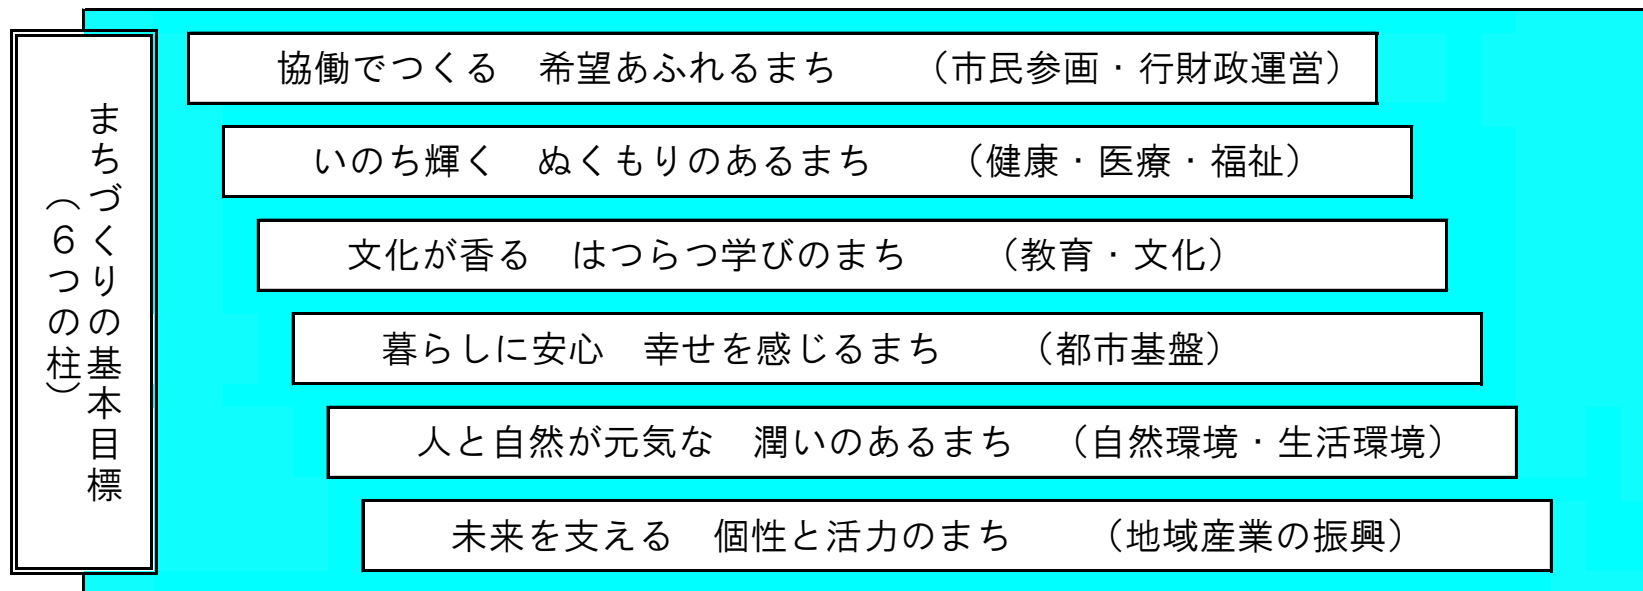 まちづくりの基本目標
（６つの柱）
協働でつくる　希望あふれるまち　　（市民参画・行財政運営）
いのち輝く　ぬくもりのあるまち　　（健康・医療・福祉）
文化が香る　はつらつ学びのまち　　（教育・文化）
暮らしに安心　幸せを感じるまち　　（都市基盤）
人と自然が元気な　潤いのあるまち　（自然環境・生活環境）
未来を支える　個性と活力のまち　　（地域産業の振興）